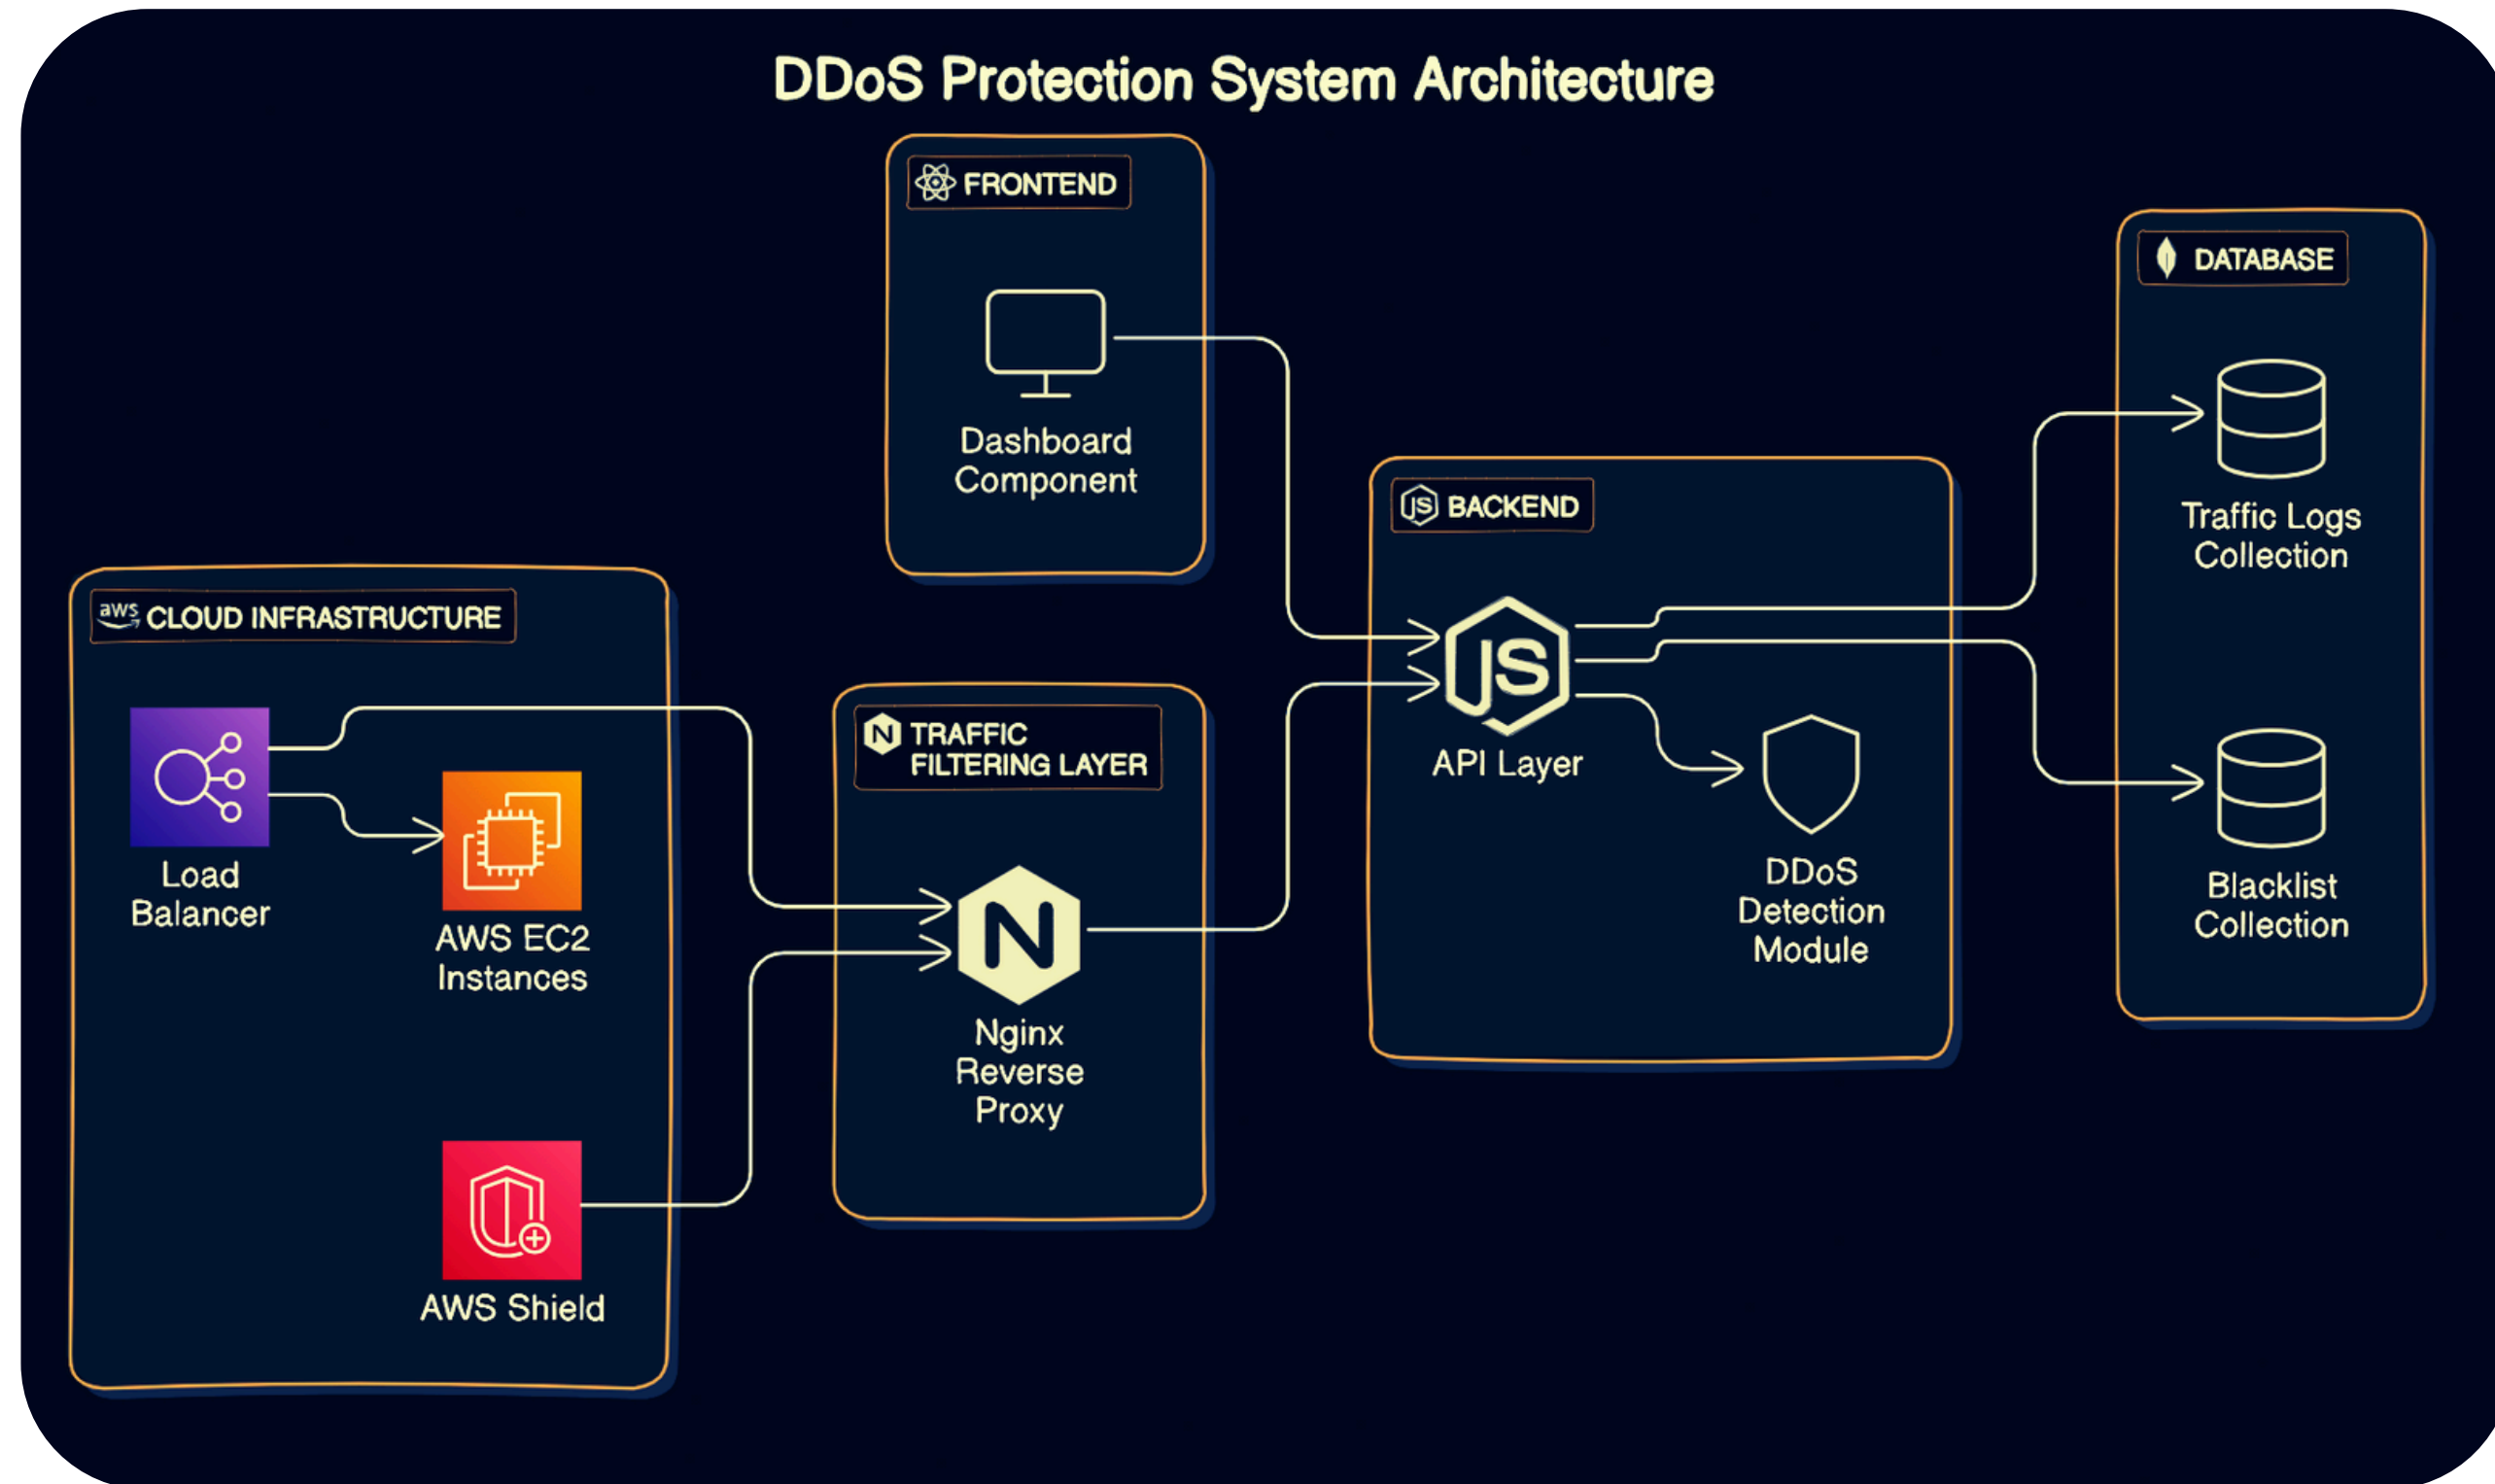 DDoS Protection System Architecture
FRONTEND
Dashboard
Component
DATABASE
Traffic Logs
Collection
Blacklist
Collection
BACKEND
JS
JS
API Layer
DDoS
Detection
Module
aws
CLOUD INFRASTRUCTURE
Load
Balancer
AWS EC2
Instances
AWS Shield
N
TRAFFIC
FILTERING LAYER
N
Nginx
Reverse
Proxy